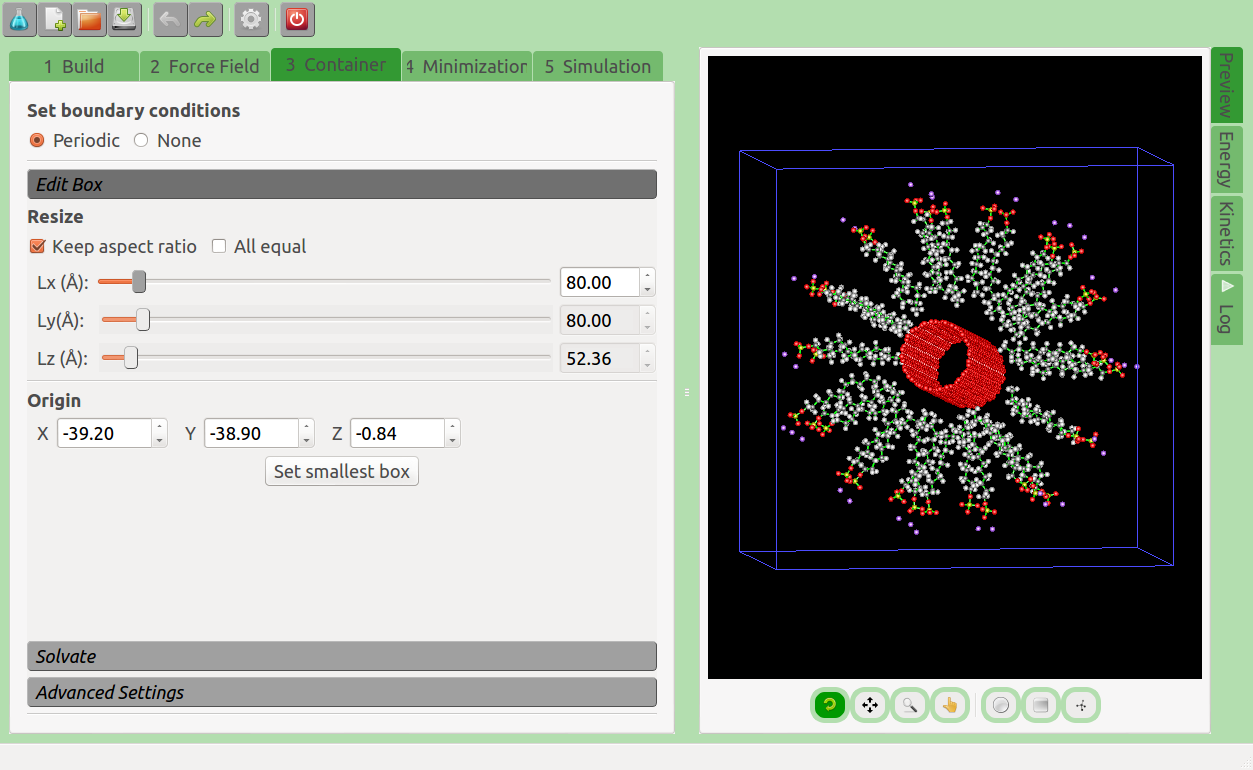 1 Build 2 Force Field 3 Container 4 Minimization 5 Simulation
Set boundary conditions
Periodic None
Edit Box
Resize
Keep aspect ratio All equal
Lx (Å): 80.00
Ly(Å): 80.00
Lz (Å): 52.36
Origin
X -39.20 Y -38.90 Z -0.84
Set smallest box
Solvate
Advanced Settings
Preview
Energy
Kinetics
Log